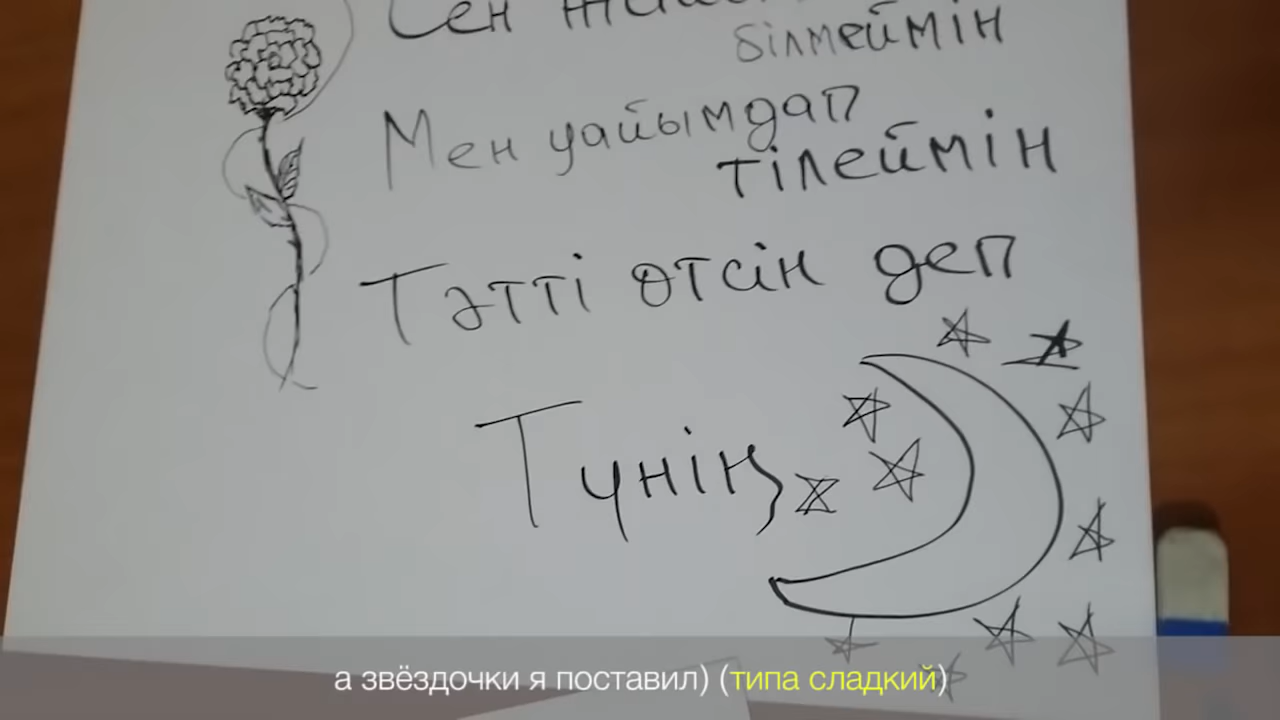 Сен
білмеймін
Мен уайымдап
тілеймін
Тәтті өтсін деп
Түнің
а звёздочки я поставил) (типа сладкий)